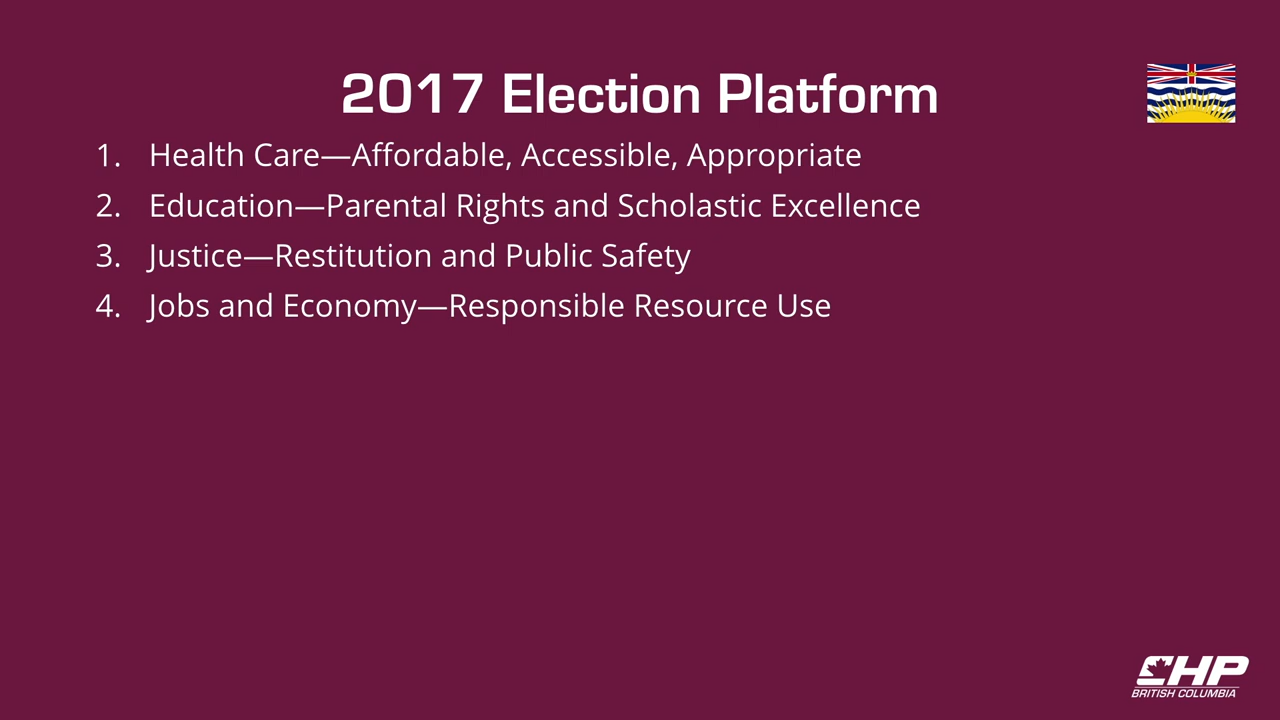 2017 Election Platform
1. Health Care—Affordable, Accessible, Appropriate
2. Education—Parental Rights and Scholastic Excellence
3. Justice—Restitution and Public Safety
4. Jobs and Economy—Responsible Resource Use
CHP
BRITISH COLUMBIA